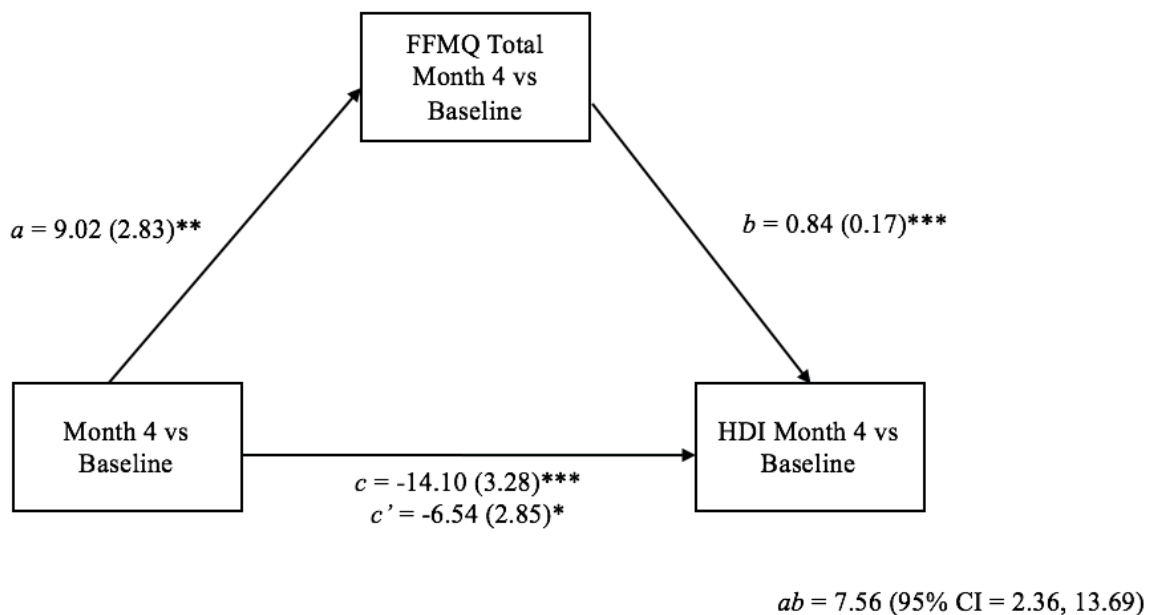 FFMQ Total
Month 4 vs
Baseline
a = 9.02 (2.83)**
b = 0.84 (0.17)***
Month 4 vs
Baseline
HDI Month 4 vs
Baseline
c = -14.10 (3.28)***
c’ = -6.54 (2.85)*
ab = 7.56 (95% CI = 2.36, 13.69)